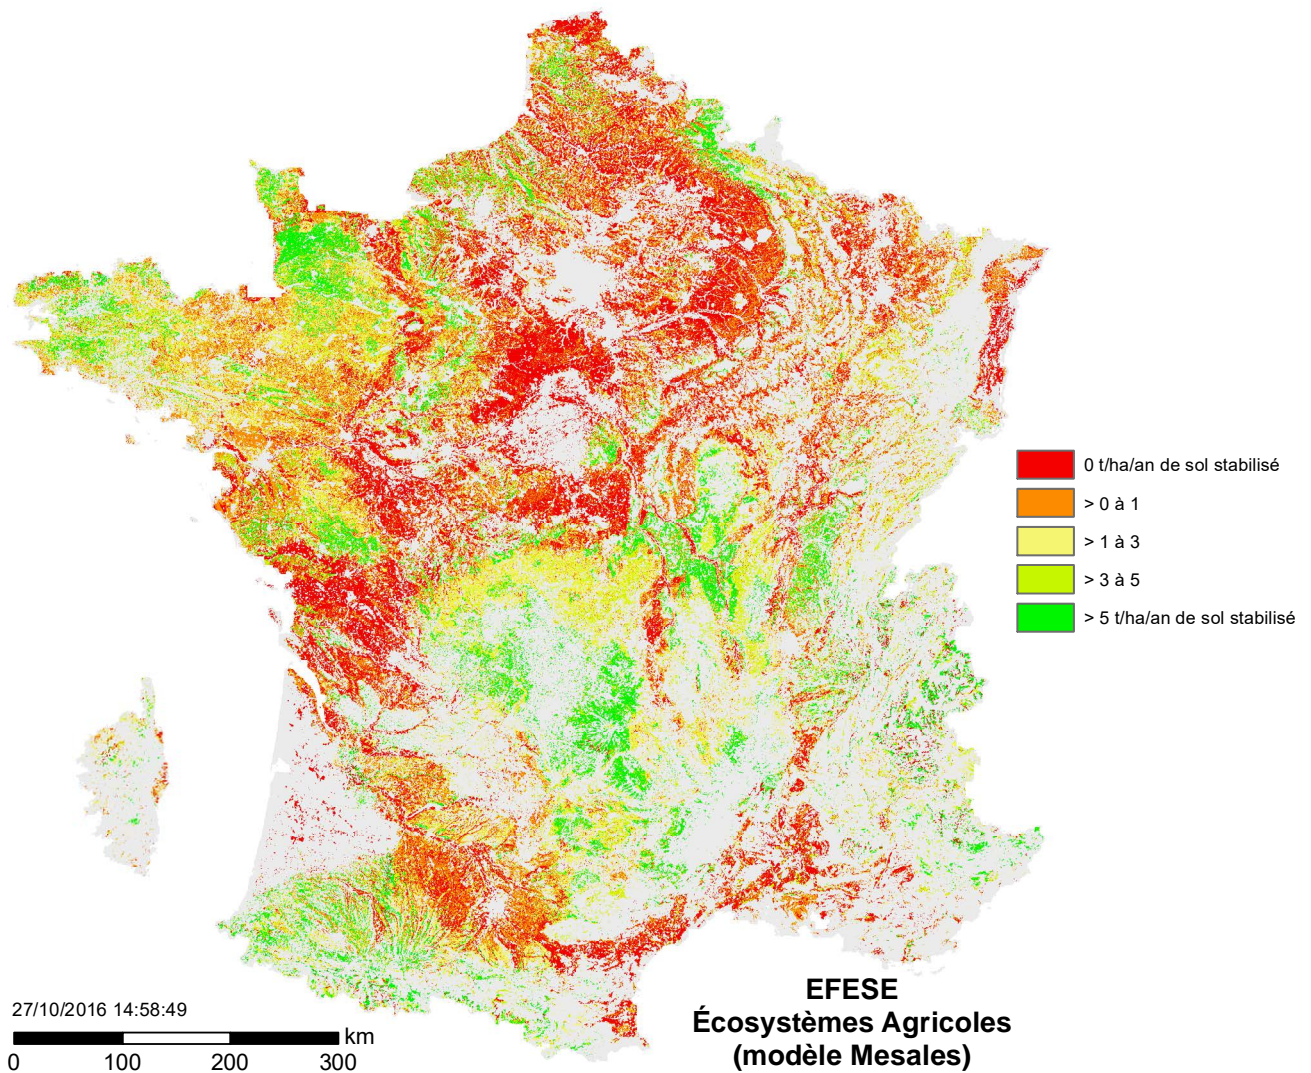 0 t/ha/an de sol stabilisé
> 0 à 1
> 1 à 3
> 3 à 5
> 5 t/ha/an de sol stabilisé
EFESE
Écosystèmes Agricoles
(modèle Mesales)
27/10/2016 14:58:49
km
0 100 200 300